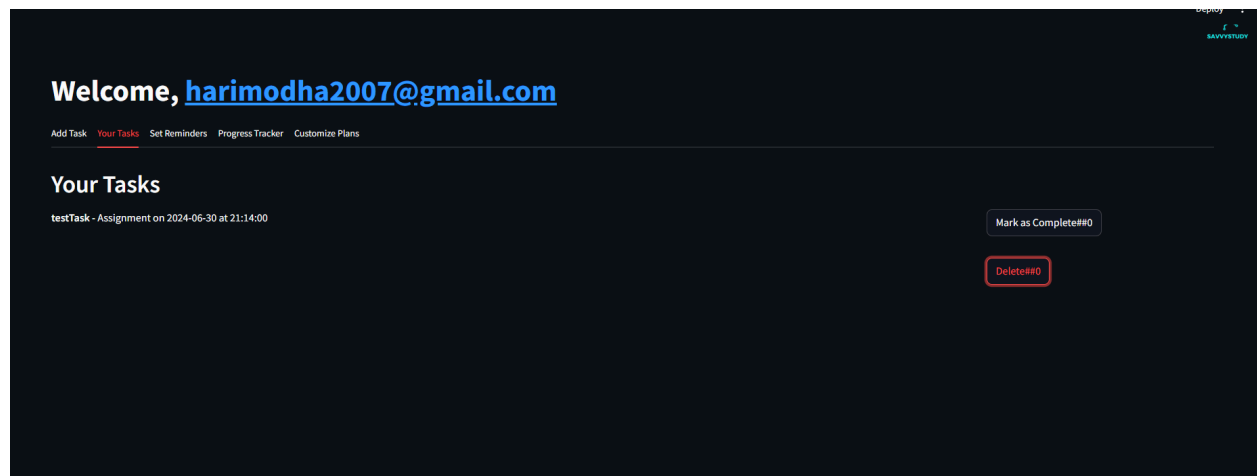 Deploy
SAVVYSTUDY
Welcome, harimodha2007@gmail.com
Add Task Your Tasks Set Reminders Progress Tracker Customize Plans
Your Tasks
testTask - Assignment on 2024-06-30 at 21:14:00
Mark as Complete##0
Delete##0